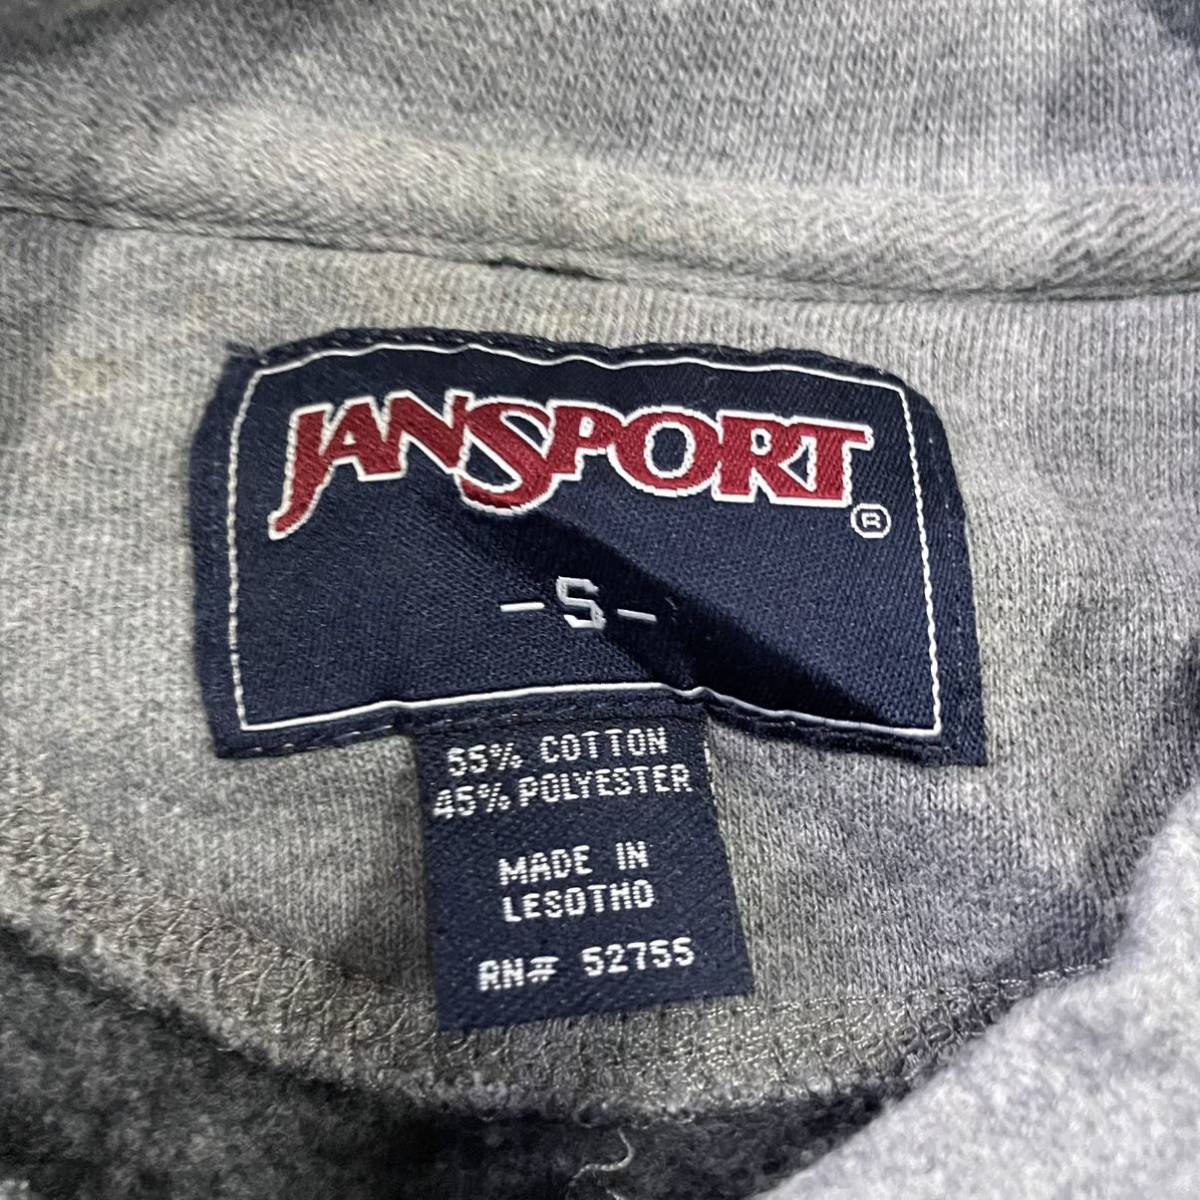 JANSPORT
®
-S-
55% COTTON
45% POLYESTER
MADE IN
LESOTHO
RN# 52755